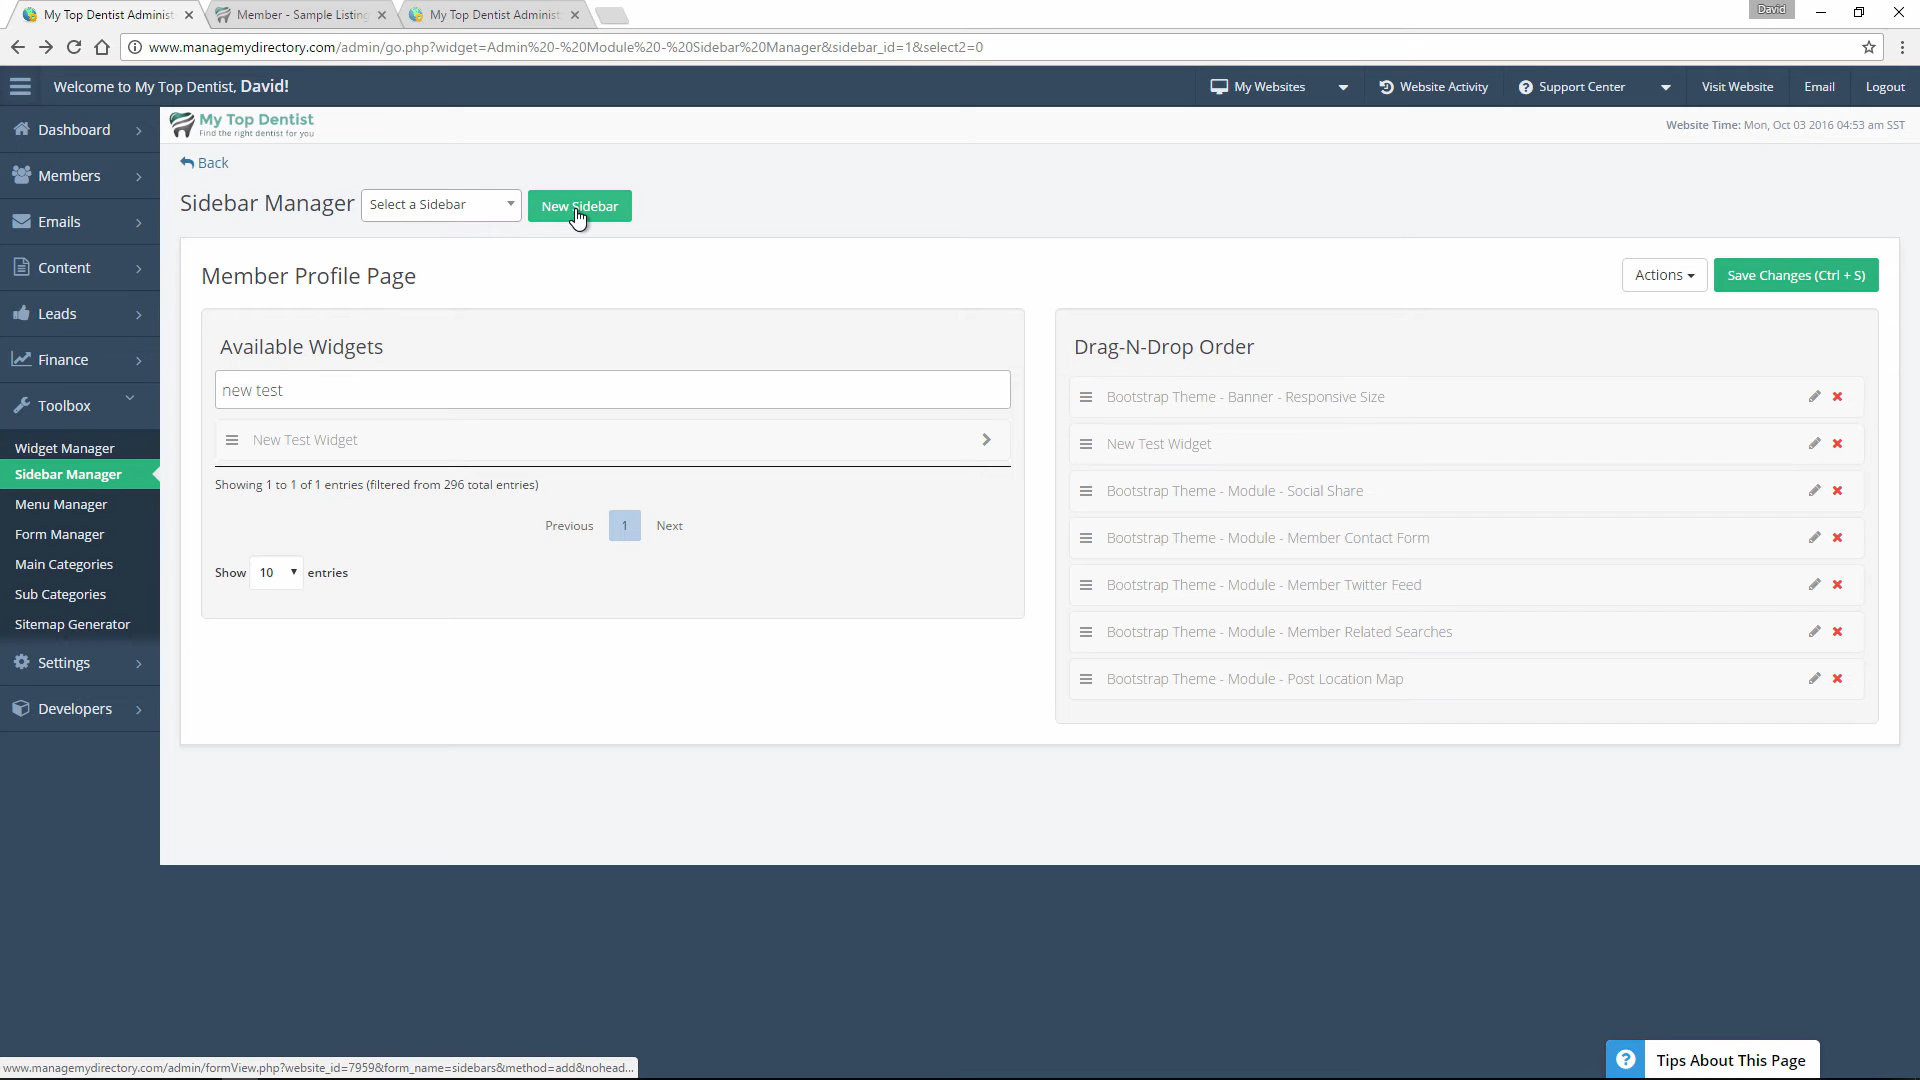 My Top Dentist Administ
Member - Sample Listing
My Top Dentist Administ
David
www.managemydirectory.com/admin/go.php?widget=Admin%20-%20Module%20-%20Sidebar%20Manager&sidebar_id=1&select2=0
Welcome to My Top Dentist, David!
My Websites
Website Activity
Support Center
Visit Website
Email
Logout
Dashboard
Members
Emails
Content
Leads
Finance
Toolbox
Widget Manager
Sidebar Manager
Menu Manager
Form Manager
Main Categories
Sub Categories
Sitemap Generator
Settings
Developers
My Top Dentist
Find the right dentist for you
Website Time: Mon, Oct 03 2016 04:53 am SST
Back
Sidebar Manager
Select a Sidebar
New Sidebar
Member Profile Page
Actions
Save Changes (Ctrl + S)
Available Widgets
new test
New Test Widget
Showing 1 to 1 of 1 entries (filtered from 296 total entries)
Previous 1 Next
Show 10 entries
Drag-N-Drop Order
Bootstrap Theme - Banner - Responsive Size
New Test Widget
Bootstrap Theme - Module - Social Share
Bootstrap Theme - Module - Member Contact Form
Bootstrap Theme - Module - Member Twitter Feed
Bootstrap Theme - Module - Member Related Searches
Bootstrap Theme - Module - Post Location Map
www.managemydirectory.com/admin/formView.php?website_id=7959&form_name=sidebars&method=add&nohead...
? Tips About This Page